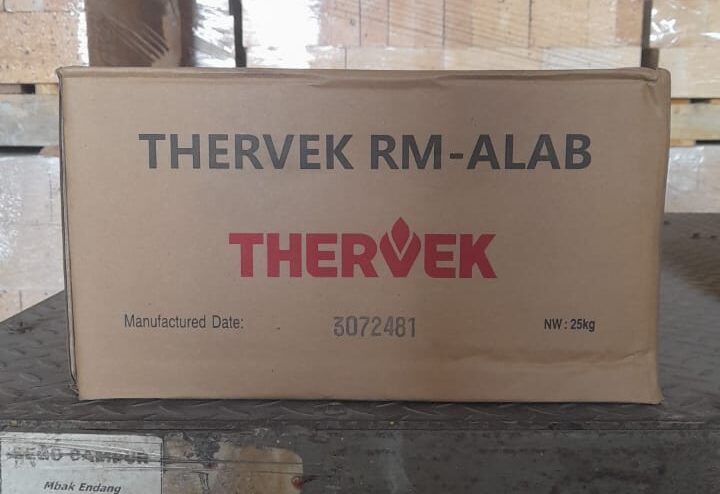 THERVEK RM-ALAB
THERVEK
Manufactured Date: 3072481 NW : 25kg
Mbak Endang